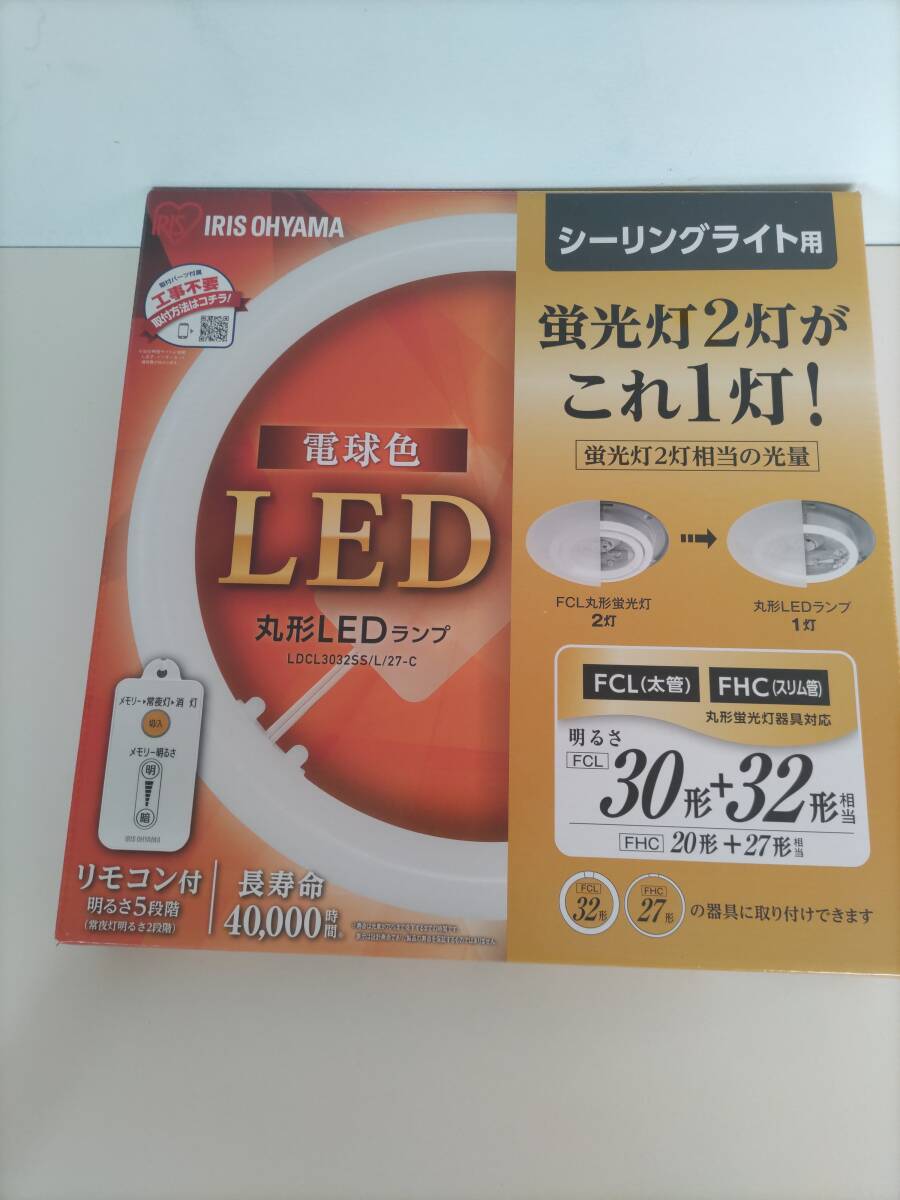 IRIS
IRIS OHYAMA
取付パーツ付属
工事不要
取付方法はコチラ!
電球色
LED
丸形LEDランプ
LDCL3032SS/L/27-C
メモリー▶常夜灯▶消 灯
切/入
メモリー明るさ
明
暗
IRIS OHYAMA
リモコン付
明るさ5段階
(常夜灯明るさ2段階)
長寿命
40,000時間※
シーリングライト用
蛍光灯2灯が
これ1灯!
蛍光灯2灯相当の光量
FCL丸形蛍光灯
2灯
丸形LEDランプ
1灯
FCL(太管) FHC(スリム管)
丸形蛍光灯器具対応
明るさ
FCL 30形+32形相当
FHC 20形+27形相当
FCL 32形 FHC 27形 の器具に取り付けできます